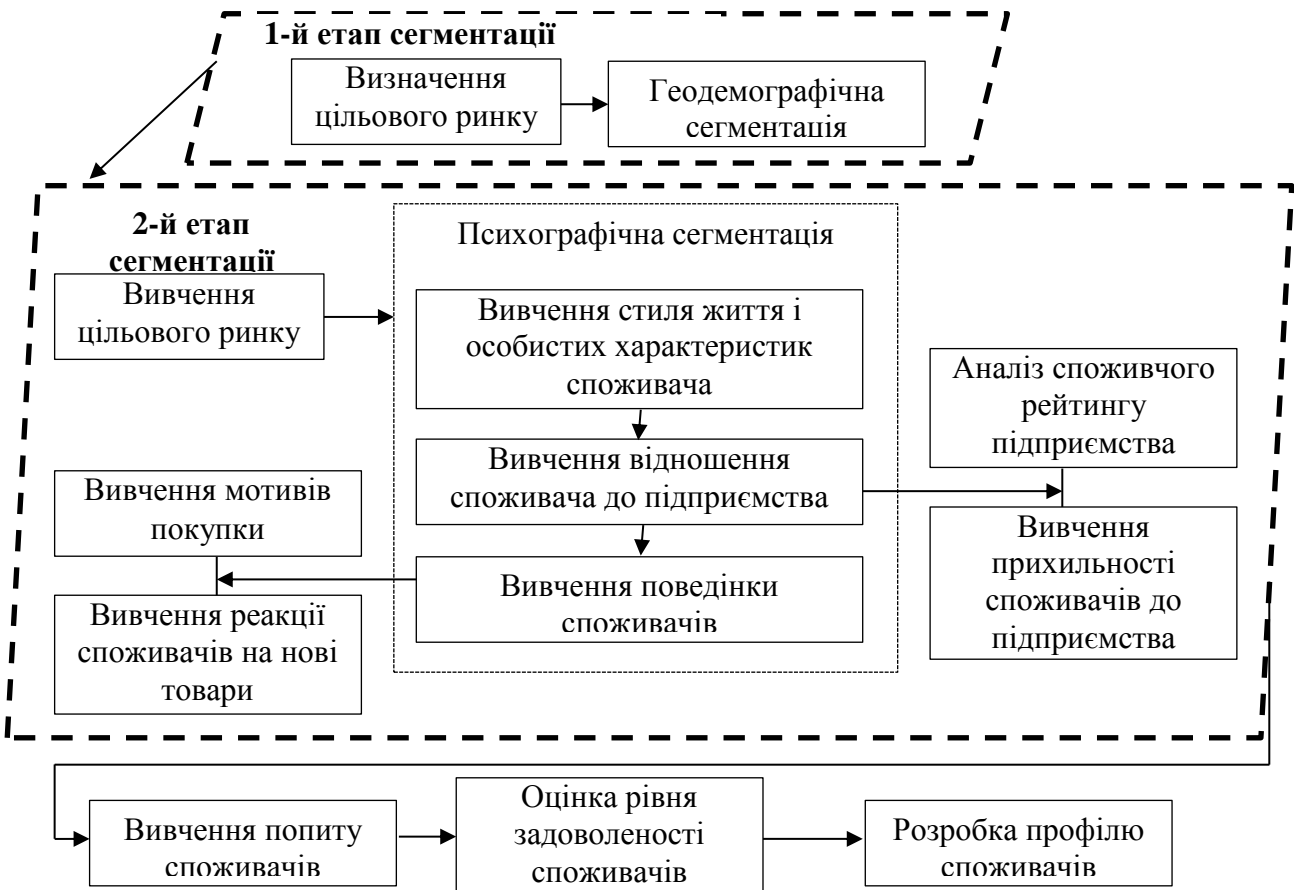 1-й етап сегментації
Визначення
цільового ринку
Геодемографічна
сегментація
2-й етап
сегментації
Вивчення
цільового ринку
Психографічна сегментація
Вивчення стиля життя і
особистих характеристик
споживача
Вивчення відношення
споживача до підприємства
Вивчення поведінки
споживачів
Аналіз споживчого
рейтингу
підприємства
Вивчення
прихильності
споживачів до
підприємства
Вивчення мотивів
покупки
Вивчення реакції
споживачів на нові
товари
Вивчення попиту
споживачів
Оцінка рівня
задоволеності
споживачів
Розробка профілю
споживачів